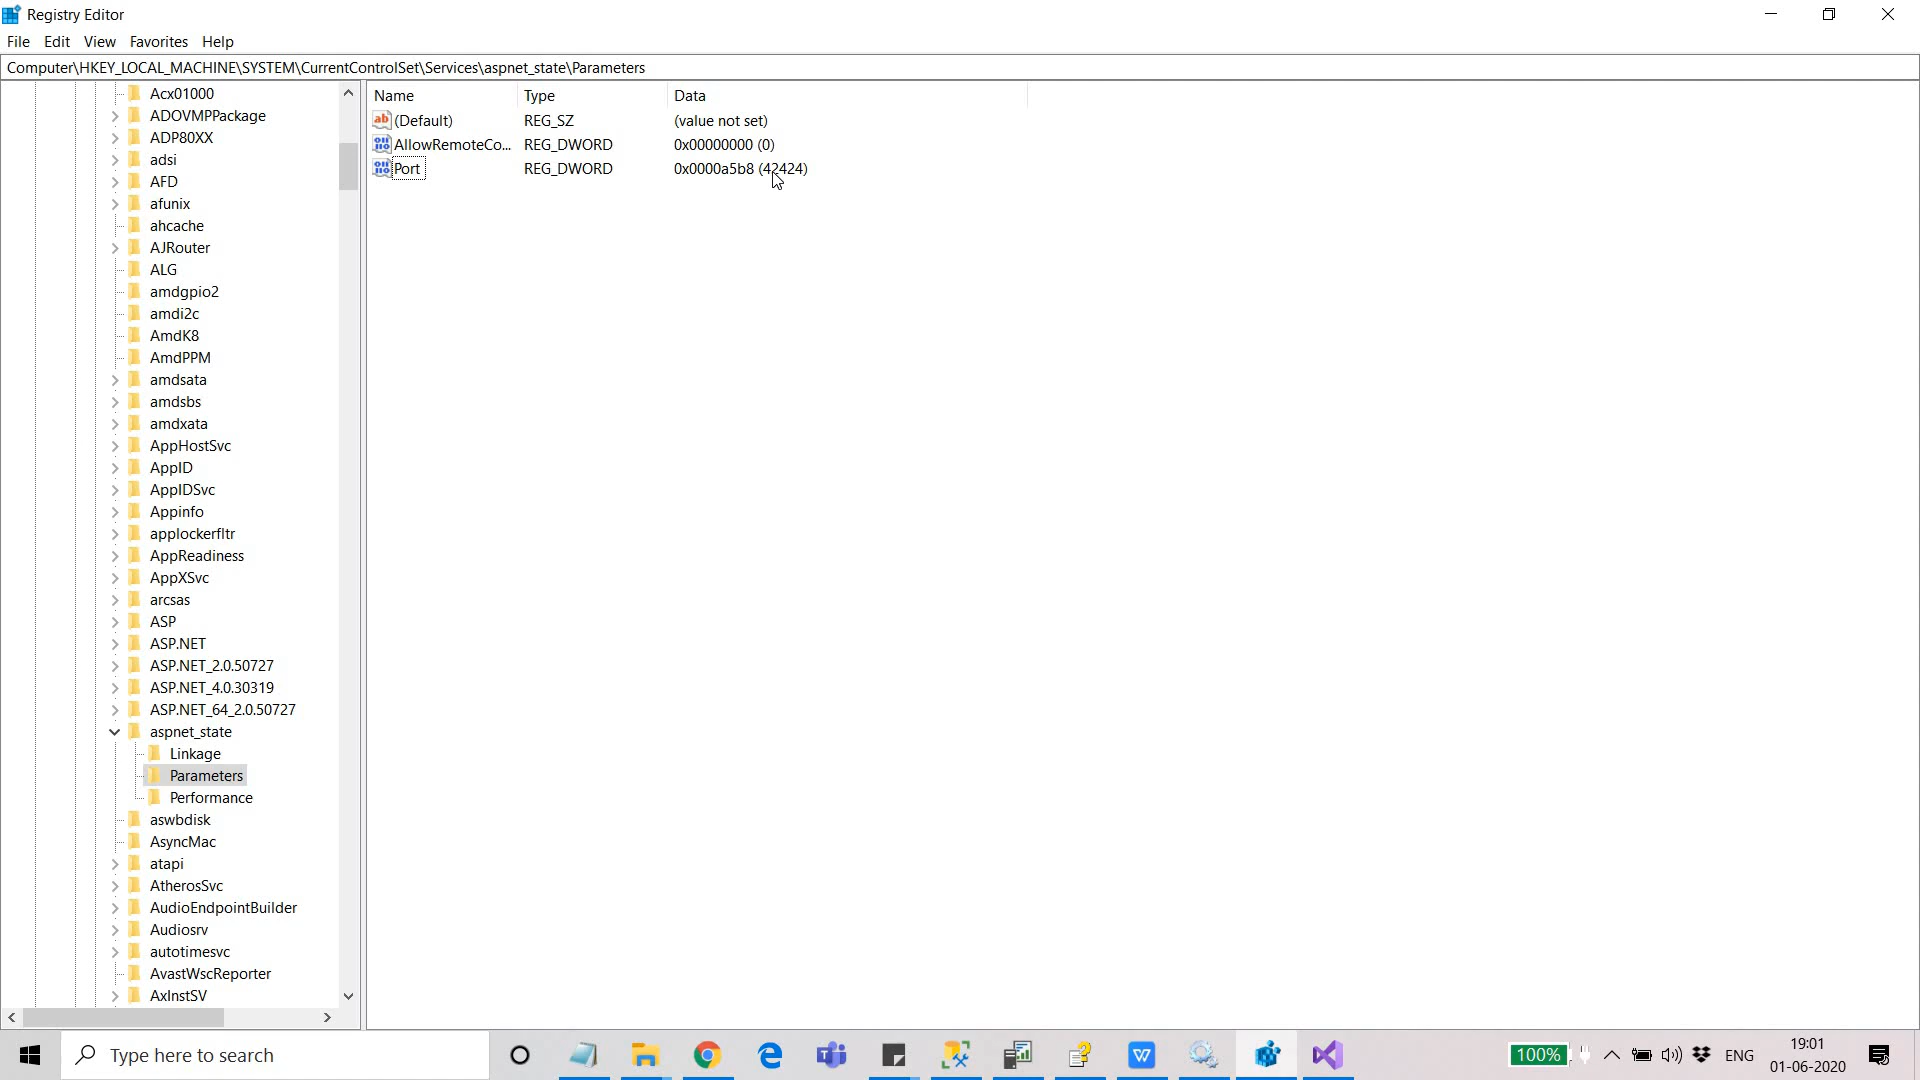 Registry Editor
File Edit View Favorites Help
Computer\HKEY_LOCAL_MACHINE\SYSTEM\CurrentControlSet\Services\aspnet_state\Parameters
Name Type Data
(Default) REG_SZ (value not set)
AllowRemoteCo... REG_DWORD 0x00000000 (0)
Port REG_DWORD 0x0000a5b8 (42424)
Acx01000
ADOVMPPackage
ADP80XX
adsi
AFD
afunix
ahcache
AJRouter
ALG
amdgpio2
amdi2c
AmdK8
AmdPPM
amdsata
amdsbs
amdxata
AppHostSvc
AppID
AppIDSvc
Appinfo
applockerfltr
AppReadiness
AppXSvc
arcsas
ASP
ASP.NET
ASP.NET_2.0.50727
ASP.NET_4.0.30319
ASP.NET_64_2.0.50727
aspnet_state
Linkage
Parameters
Performance
aswbdisk
AsyncMac
atapi
AtherosSvc
AudioEndpointBuilder
Audiosrv
autotimesvc
AvastWscReporter
AxInstSV
Type here to search
100%
ENG
19:01
01-06-2020